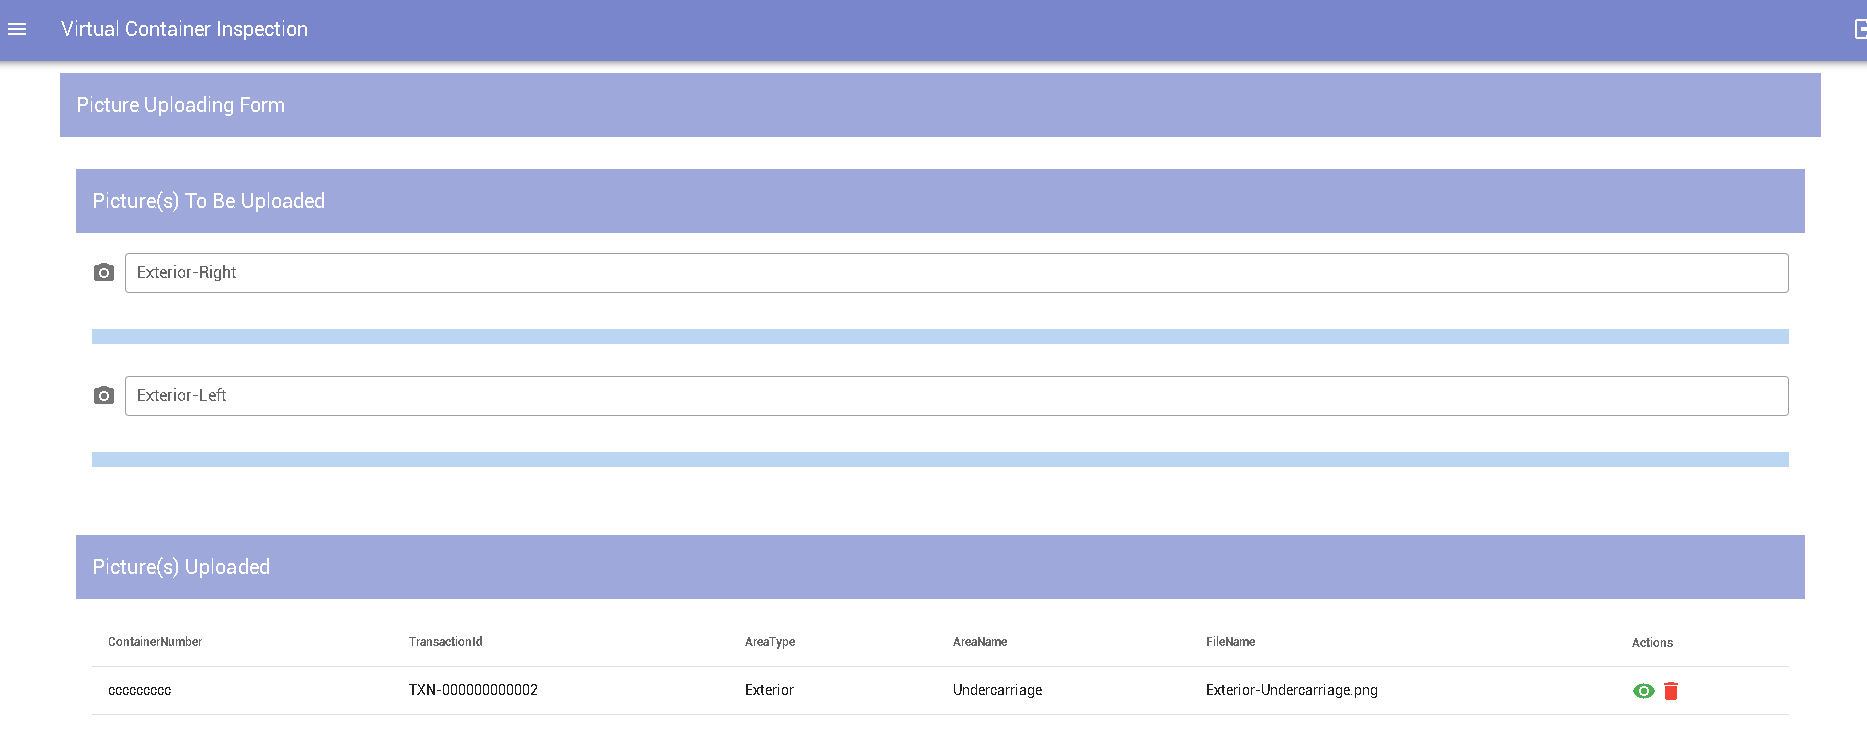 Virtual Container Inspection
Picture Uploading Form
Picture(s) To Be Uploaded
Exterior-Right
Exterior-Left
Picture(s) Uploaded
ContainerNumber TransactionId AreaType AreaName FileName Actions
ccccccccc TXN-000000000002 Exterior Undercarriage Exterior-Undercarriage.png